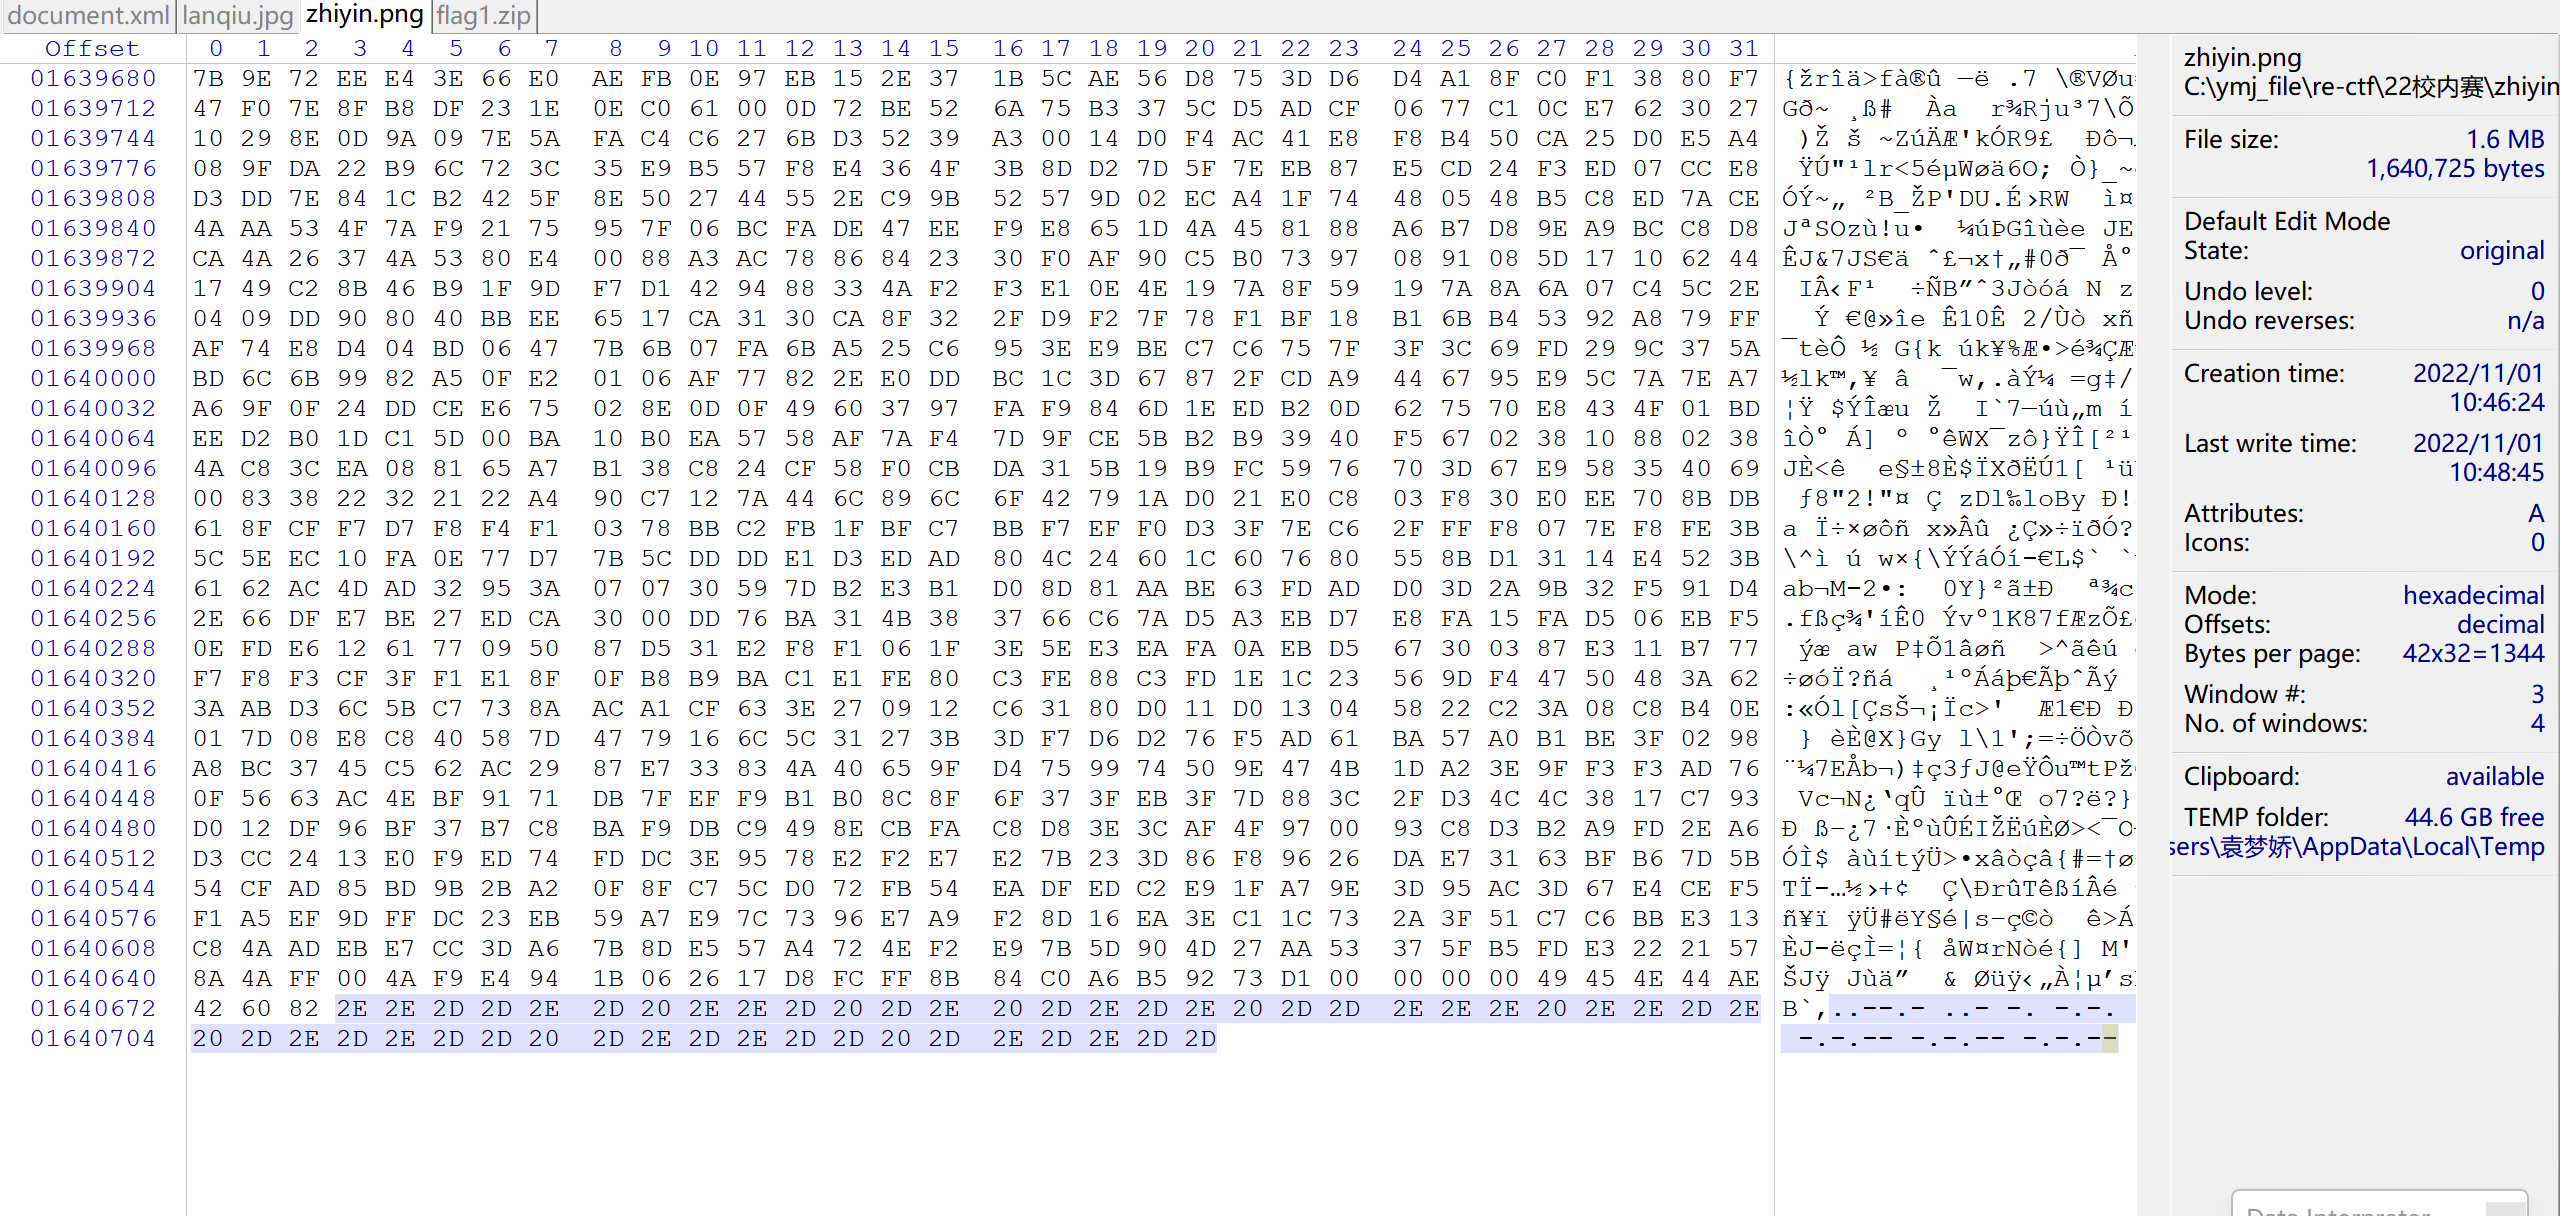 document.xml lanqiu.jpg zhiyin.png flag1.zip
Offset 0 1 2 3 4 5 6 7 8 9 10 11 12 13 14 15 16 17 18 19 20 21 22 23 24 25 26 27 28 29 30 31
01639680 7B 9E 72 EE E4 3E 66 E0 AE FB 0E 97 EB 15 2E 37 1B 5C AE 56 D8 75 3D D6 D4 A1 8F C0 F1 38 80 F7 {žrîä>fà®û —ë .7 \®VØu
01639712 47 F0 7E 8F B8 DF 23 1E 0E C0 61 00 0D 72 BE 52 6A 75 B3 37 5C D5 AD CF 06 77 C1 0C E7 62 30 27 Gð~ ¸ß# Àa r¾Rju³7\Õ
01639744 10 29 8E 0D 9A 09 7E 5A FA C4 C6 27 6B D3 52 39 A3 00 14 D0 F4 AC 41 E8 F8 B4 50 CA 25 D0 E5 A4 )Ž š ~ZúÄÆ'kÓR9£ Ðô¬
01639776 08 9F DA 22 B9 6C 72 3C 35 E9 B5 57 F8 E4 36 4F 3B 8D D2 7D 5F 7E EB 87 E5 CD 24 F3 ED 07 CC E8 ŸÚ"¹lr<5éµWøä6O; Ò}_~
01639808 D3 DD 7E 84 1C B2 42 5F 8E 50 27 44 55 2E C9 9B 52 57 9D 02 EC A4 1F 74 48 05 48 B5 C8 ED 7A CE ÓÝ~„ ²B_ŽP'DU.É›RW ì¤
01639840 4A AA 53 4F 7A F9 21 75 95 7F 06 BC FA DE 47 EE F9 E8 65 1D 4A 45 81 88 A6 B7 D8 9E A9 BC C8 D8 JªSOzù!u• ¼úÞGîùèe JE
01639872 CA 4A 26 37 4A 53 80 E4 00 88 A3 AC 78 86 84 23 30 F0 AF 90 C5 B0 73 97 08 91 08 5D 17 10 62 44 ÊJ&7JS€ä ˆ£¬x†„#0ð¯ Å°
01639904 17 49 C2 8B 46 B9 1F 9D F7 D1 42 94 88 33 4A F2 F3 E1 0E 4E 19 7A 8F 59 19 7A 8A 6A 07 C4 5C 2E IÂ‹F¹ ÷ÑB”ˆ3Jòóá N z
01639936 04 09 DD 90 80 40 BB EE 65 17 CA 31 30 CA 8F 32 2F D9 F2 7F 78 F1 BF 18 B1 6B B4 53 92 A8 79 FF Ý €@»îe Ê10Ê 2/Ùò xñ
01639968 AF 74 E8 D4 04 BD 06 47 7B 6B 07 FA 6B A5 25 C6 95 3E E9 BE C7 C6 75 7F 3F 3C 69 FD 29 9C 37 5A ¯tèÔ ½ G{k úk¥%Æ•>é¾ÇÆ
01640000 BD 6C 6B 99 82 A5 0F E2 01 06 AF 77 82 2E E0 DD BC 1C 3D 67 87 2F CD A9 44 67 95 E9 5C 7A 7E A7 ½lk™‚¥ â ¯w‚.àÝ¼ =g‡/
01640032 A6 9F 0F 24 DD CE E6 75 02 8E 0D 0F 49 60 37 97 FA F9 84 6D 1E ED B2 0D 62 75 70 E8 43 4F 01 BD ¦Ÿ $ÝÎæu Ž I`7—úù„m í
01640064 EE D2 B0 1D C1 5D 00 BA 10 B0 EA 57 58 AF 7A F4 7D 9F CE 5B B2 B9 39 40 F5 67 02 38 10 88 02 38 îÒ° Á] º °êWX¯zô}ŸÎ[²¹
01640096 4A C8 3C EA 08 81 65 A7 B1 38 C8 24 CF 58 F0 CB DA 31 5B 19 B9 FC 59 76 70 3D 67 E9 58 35 40 69 JÈ<ê e§±8È$ÏXðËÚ1[ ¹ü
01640128 00 83 38 22 32 21 22 A4 90 C7 12 7A 44 6C 89 6C 6F 42 79 1A D0 21 E0 C8 03 F8 30 E0 EE 70 8B DB ƒ8"2!"¤ Ç zDl‰loBy Ð!
01640160 61 8F CF F7 D7 F8 F4 F1 03 78 BB C2 FB 1F BF C7 BB F7 EF F0 D3 3F 7E C6 2F FF F8 07 7E F8 FE 3B a Ï÷×øôñ x»Âû ¿Ç»÷ïðÓ?
01640192 5C 5E EC 10 FA 0E 77 D7 7B 5C DD DD E1 D3 ED AD 80 4C 24 60 1C 60 76 80 55 8B D1 31 14 E4 52 3B \^ì ú w×{\ÝÝáÓí-€L$` `
01640224 61 62 AC 4D AD 32 95 3A 07 07 30 59 7D B2 E3 B1 D0 8D 81 AA BE 63 FD AD D0 3D 2A 9B 32 F5 91 D4 ab¬M-2•: 0Y}²ã±Ð ª¾c
01640256 2E 66 DF E7 BE 27 ED CA 30 00 DD 76 BA 31 4B 38 37 66 C6 7A D5 A3 EB D7 E8 FA 15 FA D5 06 EB F5 .fßç¾'íÊ0 Ývº1K87fÆzÕ£
01640288 0E FD E6 12 61 77 09 50 87 D5 31 E2 F8 F1 06 1F 3E 5E E3 EA FA 0A EB D5 67 30 03 87 E3 11 B7 77 ýæ aw P‡Õ1âøñ >^ãêú
01640320 F7 F8 F3 CF 3F F1 E1 8F 0F B8 B9 BA C1 E1 FE 80 C3 FE 88 C3 FD 1E 1C 23 56 9D F4 47 50 48 3A 62 ÷øóÏ?ñá ¸¹ºÁáþ€ÃþˆÃý
01640352 3A AB D3 6C 5B C7 73 8A AC A1 CF 63 3E 27 09 12 C6 31 80 D0 11 D0 13 04 58 22 C2 3A 08 C8 B4 0E :«Ól[ÇsŠ¬¡Ïc>' Æ1€Ð Ð
01640384 01 7D 08 E8 C8 40 58 7D 47 79 16 6C 5C 31 27 3B 3D F7 D6 D2 76 F5 AD 61 BA 57 A0 B1 BE 3F 02 98 } èÈ@X}Gy l\1';=÷ÖÒvõ
01640416 A8 BC 37 45 C5 62 AC 29 87 E7 33 83 4A 40 65 9F D4 75 99 74 50 9E 47 4B 1D A2 3E 9F F3 F3 AD 76 ¨¼7EÅb¬)‡ç3ƒJ@eŸÔu™tPž
01640448 0F 56 63 AC 4E BF 91 71 DB 7F EF F9 B1 B0 8C 8F 6F 37 3F EB 3F 7D 88 3C 2F D3 4C 4C 38 17 C7 93 Vc¬N¿‘qÛ ïù±°Œ o7?ë?}
01640480 D0 12 DF 96 BF 37 B7 C8 BA F9 DB C9 49 8E CB FA C8 D8 3E 3C AF 4F 97 00 93 C8 D3 B2 A9 FD 2E A6 Ð ß–¿7·ÈºùÛÉIŽËúÈØ><¯O
01640512 D3 CC 24 13 E0 F9 ED 74 FD DC 3E 95 78 E2 F2 E7 E2 7B 23 3D 86 F8 96 26 DA E7 31 63 BF B6 7D 5B ÓÌ$ àùítýÜ>•xâòçâ{#=†ø
01640544 54 CF AD 85 BD 9B 2B A2 0F 8F C7 5C D0 72 FB 54 EA DF ED C2 E9 1F A7 9E 3D 95 AC 3D 67 E4 CE F5 TÏ-…½›+¢ Ç\ÐrûTêßíÂé
01640576 F1 A5 EF 9D FF DC 23 EB 59 A7 E9 7C 73 96 E7 A9 F2 8D 16 EA 3E C1 1C 73 2A 3F 51 C7 C6 BB E3 13 ñ¥ï ÿÜ#ëY§é|s–ç©ò ê>Á
01640608 C8 4A AD EB E7 CC 3D A6 7B 8D E5 57 A4 72 4E F2 E9 7B 5D 90 4D 27 AA 53 37 5F B5 FD E3 22 21 57 ÈJ-ëçÌ=¦{ åW¤rNòé{] M'
01640640 8A 4A FF 00 4A F9 E4 94 1B 06 26 17 D8 FC FF 8B 84 C0 A6 B5 92 73 D1 00 00 00 00 49 45 4E 44 AE ŠJÿ Jùä” & Øüÿ‹„À¦µ’s
01640672 42 60 82 2E 2E 2D 2D 2E 2D 20 2E 2E 2D 20 2D 2E 20 2D 2E 2D 2E 20 2D 2D 2E 2E 2E 20 2E 2E 2D 2E B`‚..--.- ..- -. -.-.
01640704 20 2D 2E 2D 2E 2D 2D 20 2D 2E 2D 2E 2D 2D 20 2D 2E 2D 2E 2D 2D -.-.-- -.-.-- -.-.--
zhiyin.png
C:\ymj_file\re-ctf\22校内赛\zhiyin
File size: 1.6 MB
1,640,725 bytes
Default Edit Mode
State: original
Undo level: 0
Undo reverses: n/a
Creation time: 2022/11/01
10:46:24
Last write time: 2022/11/01
10:48:45
Attributes: A
Icons: 0
Mode: hexadecimal
Offsets: decimal
Bytes per page: 42x32=1344
Window #: 3
No. of windows: 4
Clipboard: available
TEMP folder: 44.6 GB free
sers\袁梦娇\AppData\Local\Temp
Data Interpreter